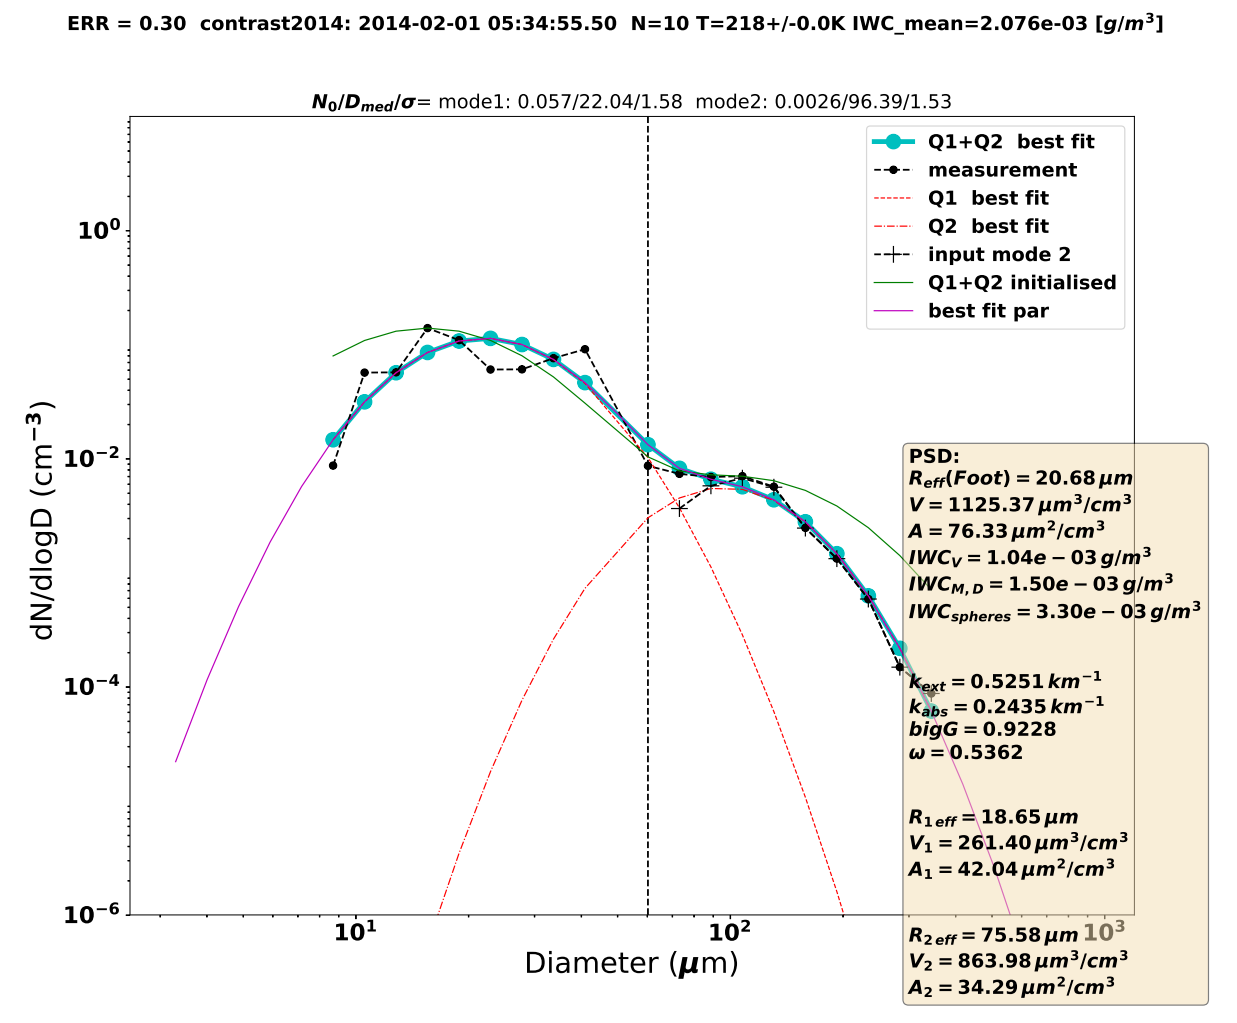 ERR = 0.30  contrast2014: 2014-02-01 05:34:55.50  N=10 T=218+/-0.0K IWC_mean=2.076e-03 [g/m³]
N₀/D_med/σ= mode1: 0.057/22.04/1.58  mode2: 0.0026/96.39/1.53
Q1+Q2  best fit
measurement
Q1  best fit
Q2  best fit
input mode 2
Q1+Q2 initialised
best fit par
10⁰
10⁻²
10⁻⁴
10⁻⁶
dN/dlogD (cm⁻³)
10¹
10²
10³
Diameter (μm)
PSD:
R_eff(Foot) = 20.68 μm
V = 1125.37 μm³/cm³
A = 76.33 μm²/cm³
IWC_V = 1.04e − 03 g/m³
IWC_M,D = 1.50e − 03 g/m³
IWC_spheres = 3.30e − 03 g/m³
k_ext = 0.5251 km⁻¹
k_abs = 0.2435 km⁻¹
bigG = 0.9228
ω = 0.5362
R₁ eff = 18.65 μm
V₁ = 261.40 μm³/cm³
A₁ = 42.04 μm²/cm³
R₂ eff = 75.58 μm
V₂ = 863.98 μm³/cm³
A₂ = 34.29 μm²/cm³